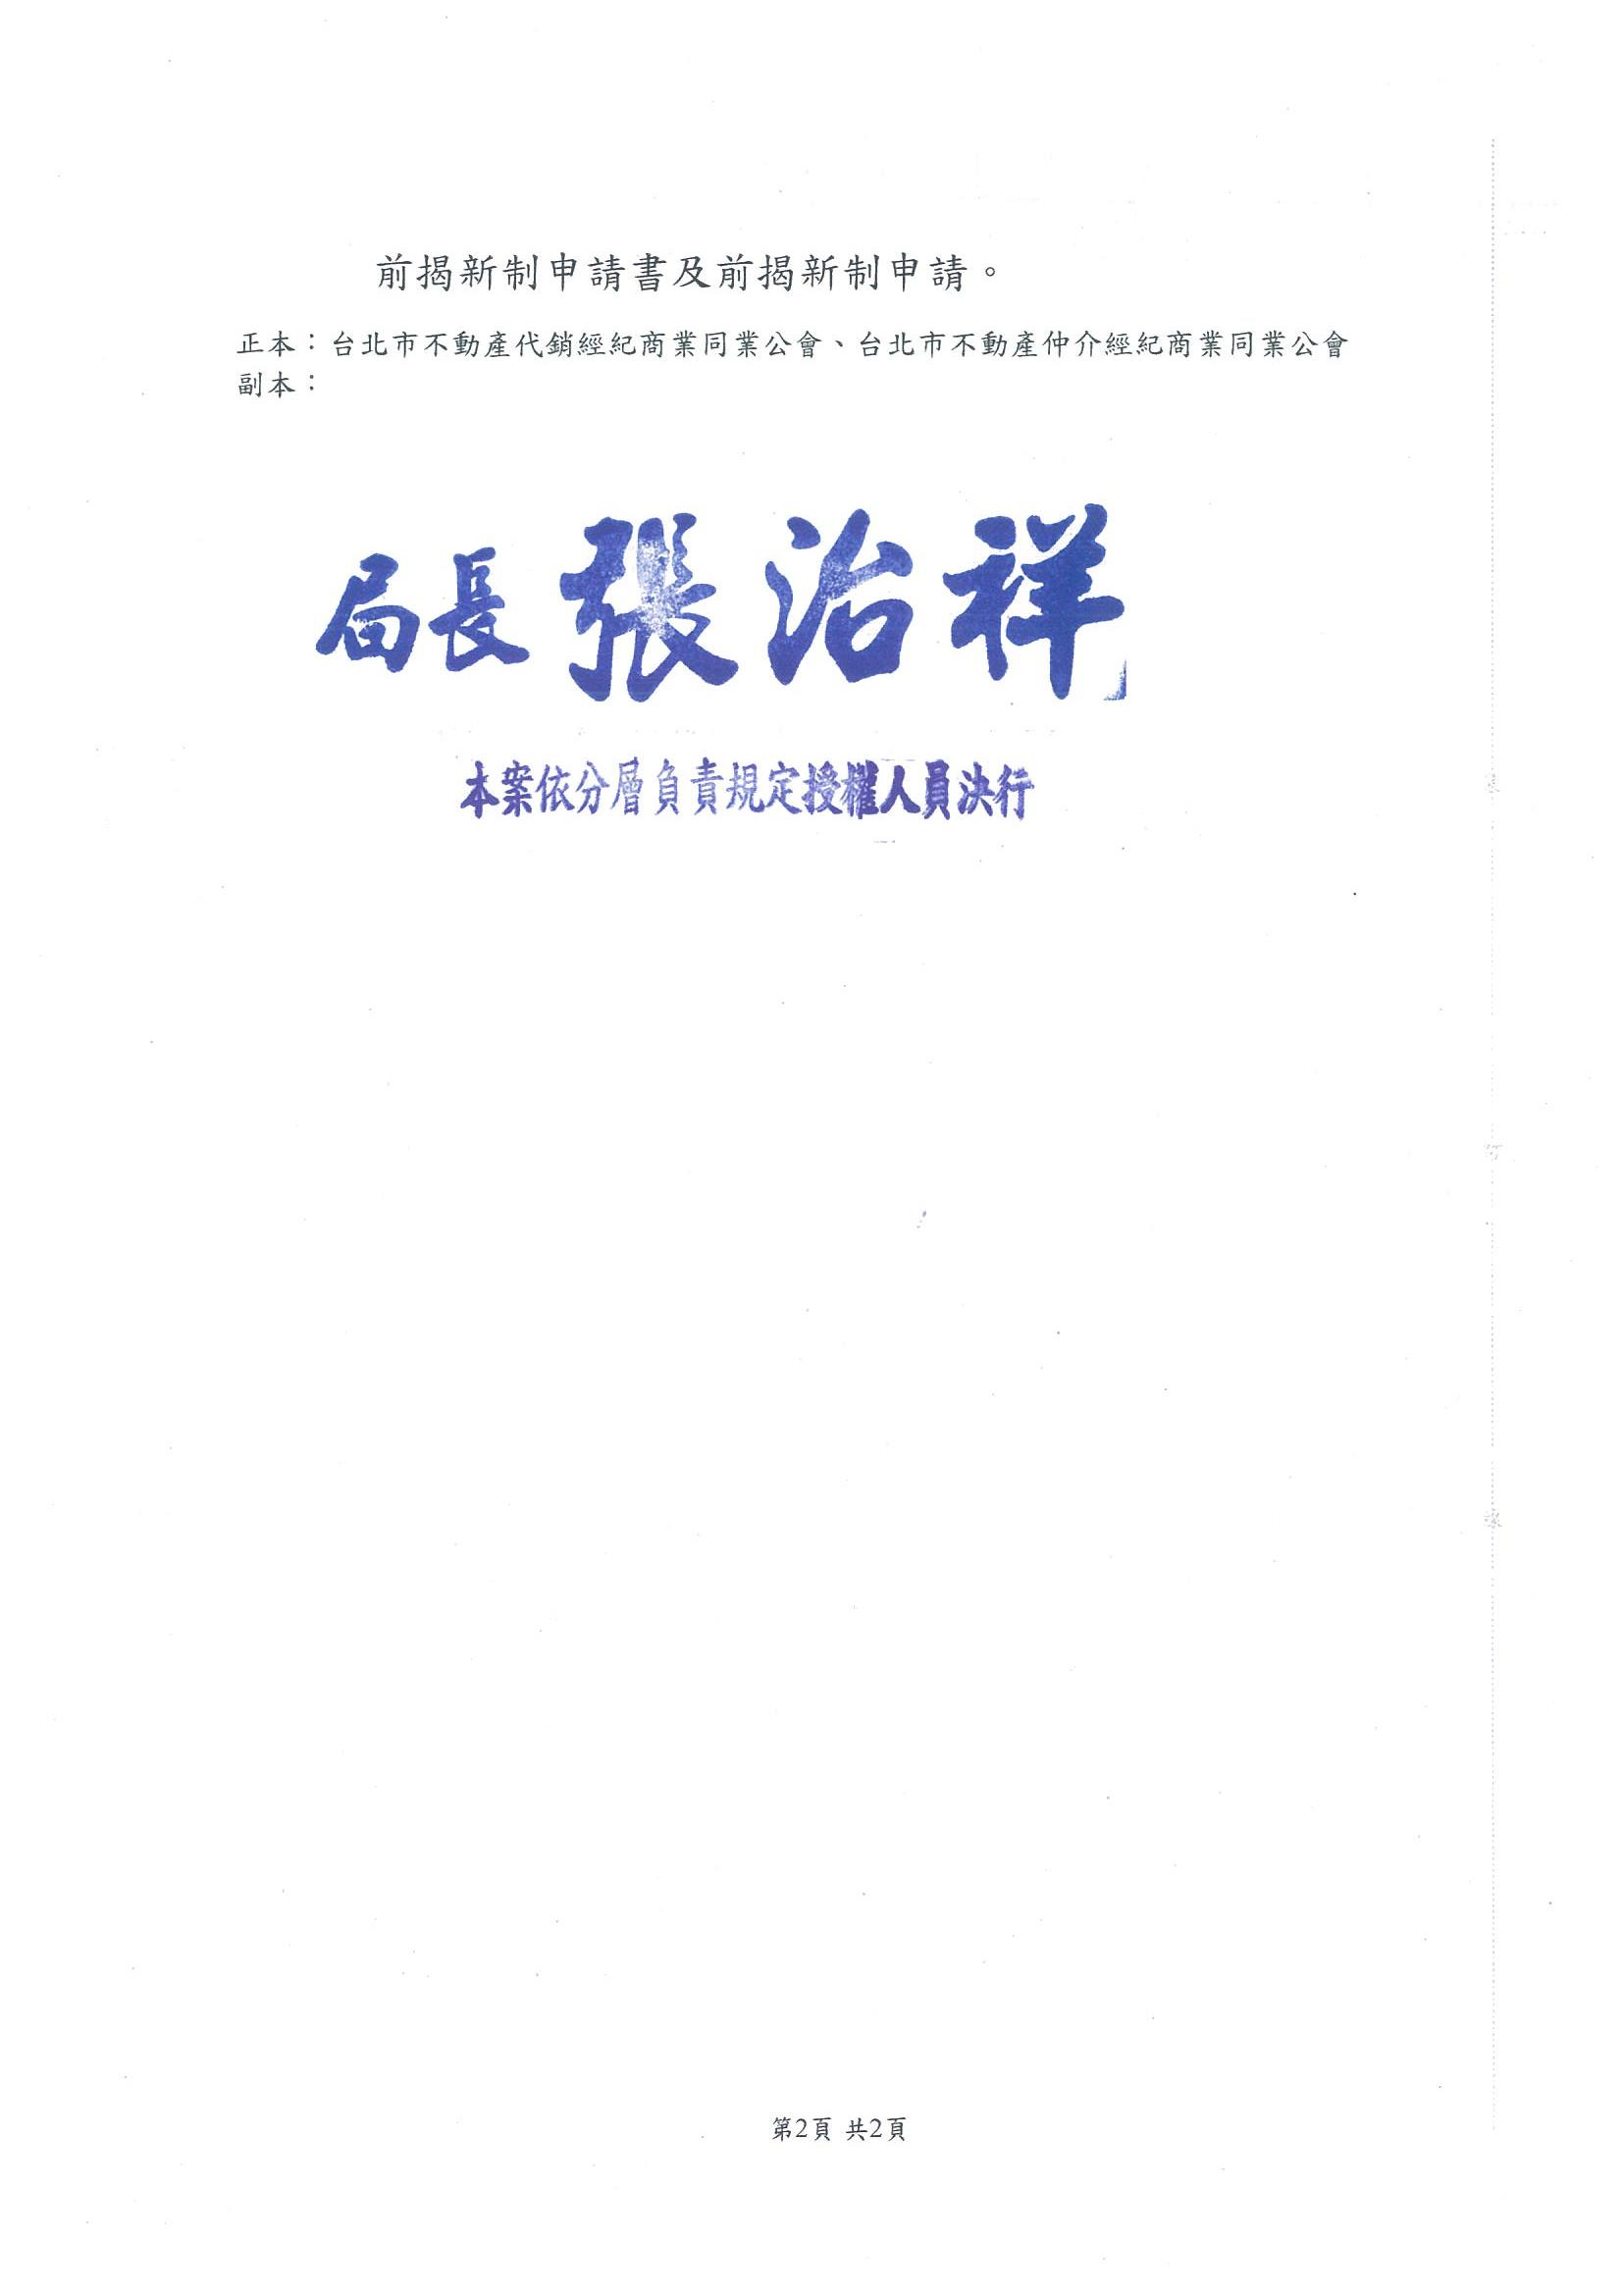 前揭新制申請書及前揭新制申請。
正本：台北市不動產代銷經紀商業同業公會、台北市不動產仲介經紀商業同業公會
副本：
局長 張治祥
本案依分層負責規定授權人員決行
第2頁 共2頁